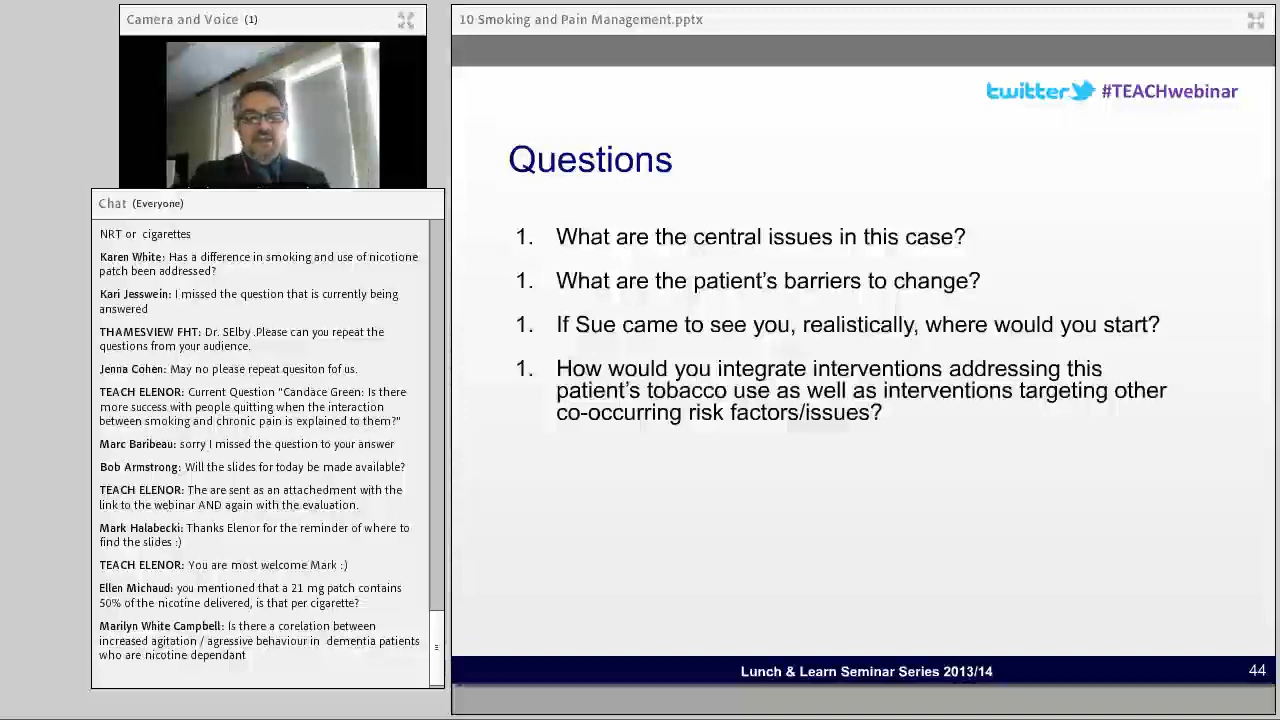 Camera and Voice (1)
10 Smoking and Pain Management.pptx
twitter #TEACHwebinar
Questions
1. What are the central issues in this case?
1. What are the patient’s barriers to change?
1. If Sue came to see you, realistically, where would you start?
1. How would you integrate interventions addressing this
patient’s tobacco use as well as interventions targeting other
co-occurring risk factors/issues?
Lunch & Learn Seminar Series 2013/14
44
Chat (Everyone)
NRT or cigarettes
Karen White: Has a difference in smoking and use of nicotione
patch been addressed?
Kari Jesswein: I missed the question that is currently being
answered
THAMESVIEW FHT: Dr. SElby .Please can you repeat the
questions from your audience.
Jenna Cohen: May no please repeat quesiton fof us.
TEACH ELENOR: Current Question "Candace Green: Is there
more success with people quitting when the interaction
between smoking and chronic pain is explained to them?"
Marc Baribeau: sorry I missed the question to your answer
Bob Armstrong: Will the slides for today be made available?
TEACH ELENOR: The are sent as an attachedment with the
link to the webinar AND again with the evaluation.
Mark Halabecki: Thanks Elenor for the reminder of where to
find the slides :)
TEACH ELENOR: You are most welcome Mark :)
Ellen Michaud: you mentioned that a 21 mg patch contains
50% of the nicotine delivered, is that per cigarette?
Marilyn White Campbell: Is there a corelation between
increased agitation / agressive behaviour in dementia patients
who are nicotine dependant